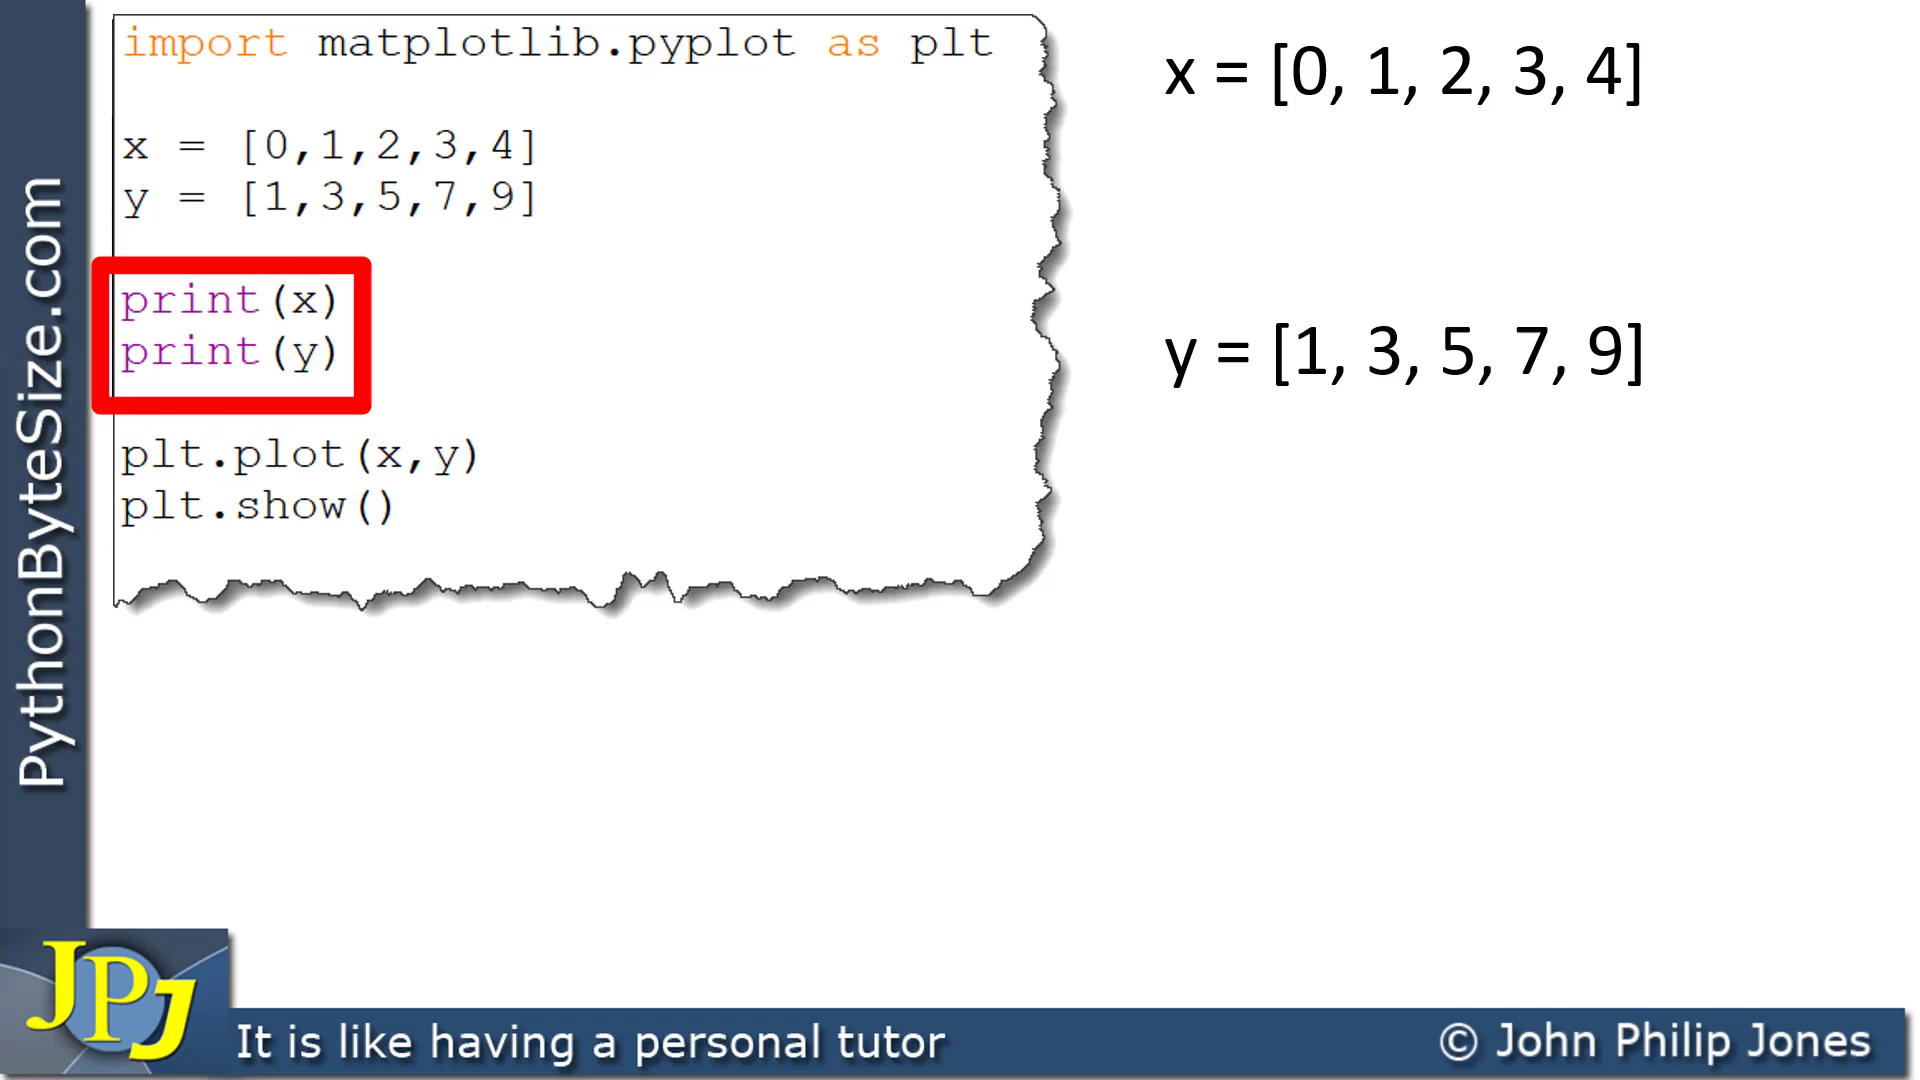 import matplotlib.pyplot as plt
x = [0,1,2,3,4]
y = [1,3,5,7,9]
print(x)
print(y)
plt.plot(x,y)
plt.show()
x = [0, 1, 2, 3, 4]
y = [1, 3, 5, 7, 9]
PythonByteSize.com
JPJ
It is like having a personal tutor
© John Philip Jones